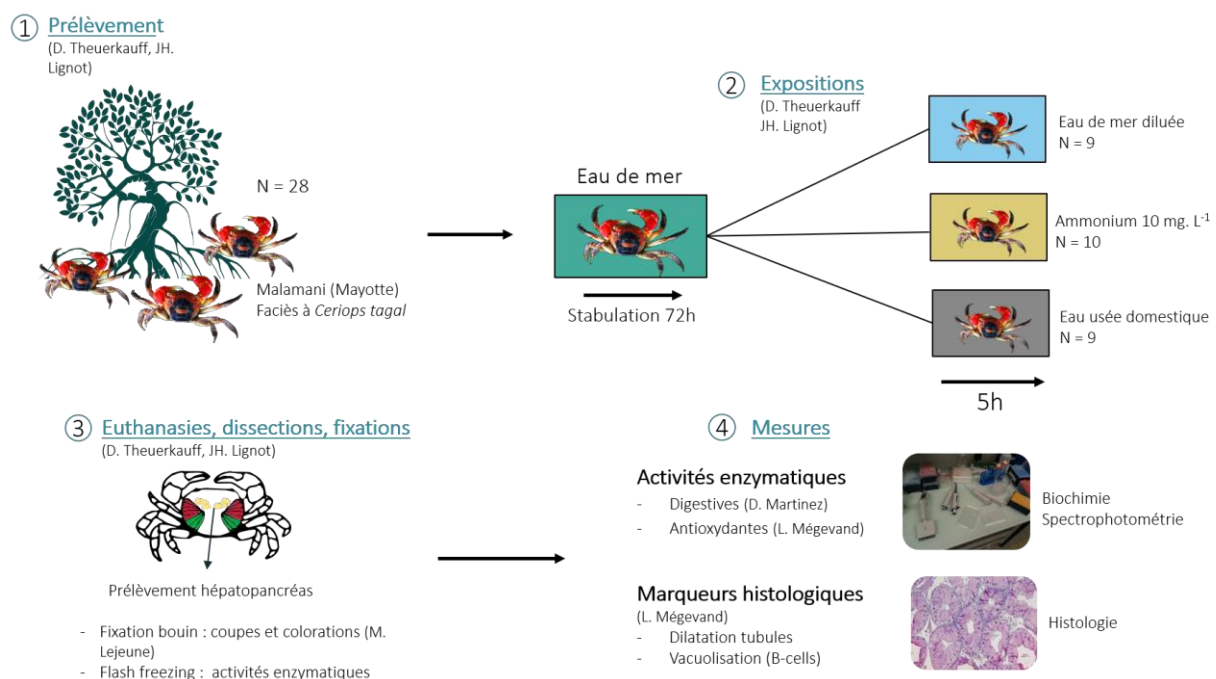 ① Prélèvement
(D. Theuerkauff, JH.
Lignot)
N = 28
Malamani (Mayotte)
Faciès à Ceriops tagal
Eau de mer
Stabulation 72h
② Expositions
(D. Theuerkauff
JH. Lignot)
Eau de mer diluée
N = 9
Ammonium 10 mg. L⁻¹
N = 10
Eau usée domestique
N = 9
5h
③ Euthanasies, dissections, fixations
(D. Theuerkauff, JH. Lignot)
Prélèvement hépatopancréas
- Fixation bouin : coupes et colorations (M.
Lejeune)
- Flash freezing : activités enzymatiques
④ Mesures
Activités enzymatiques
- Digestives (D. Martinez)
- Antioxydantes (L. Mégevand)
Biochimie
Spectrophotométrie
Marqueurs histologiques
(L. Mégevand)
- Dilatation tubules
- Vacuolisation (B-cells)
Histologie